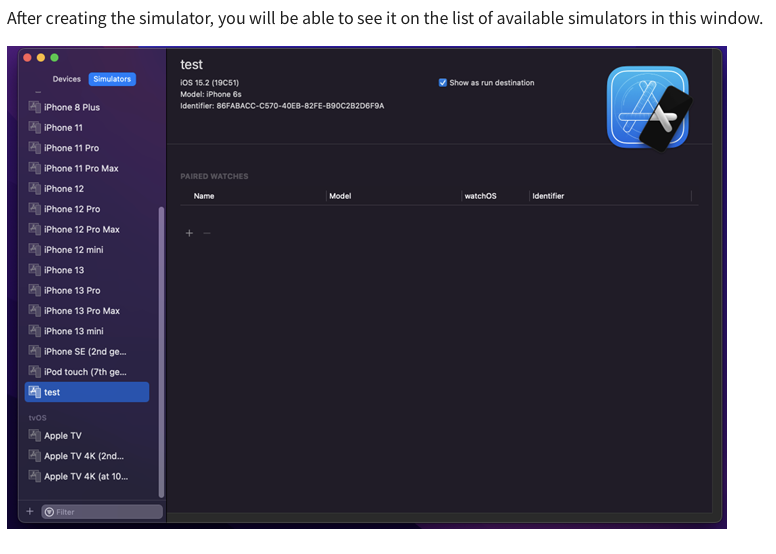 After creating the simulator, you will be able to see it on the list of available simulators in this window.
Devices
Simulators
iPhone 8 Plus
iPhone 11
iPhone 11 Pro
iPhone 11 Pro Max
iPhone 12
iPhone 12 Pro
iPhone 12 Pro Max
iPhone 12 mini
iPhone 13
iPhone 13 Pro
iPhone 13 Pro Max
iPhone 13 mini
iPhone SE (2nd ge...
iPod touch (7th ge...
test
tvOS
Apple TV
Apple TV 4K (2nd...
Apple TV 4K (at 10...
Filter
test
iOS 15.2 (19C51)
Model: iPhone 6s
Identifier: 86FABACC-C570-40EB-82FE-B90C2B2D6F9A
Show as run destination
PAIRED WATCHES
Name Model watchOS Identifier